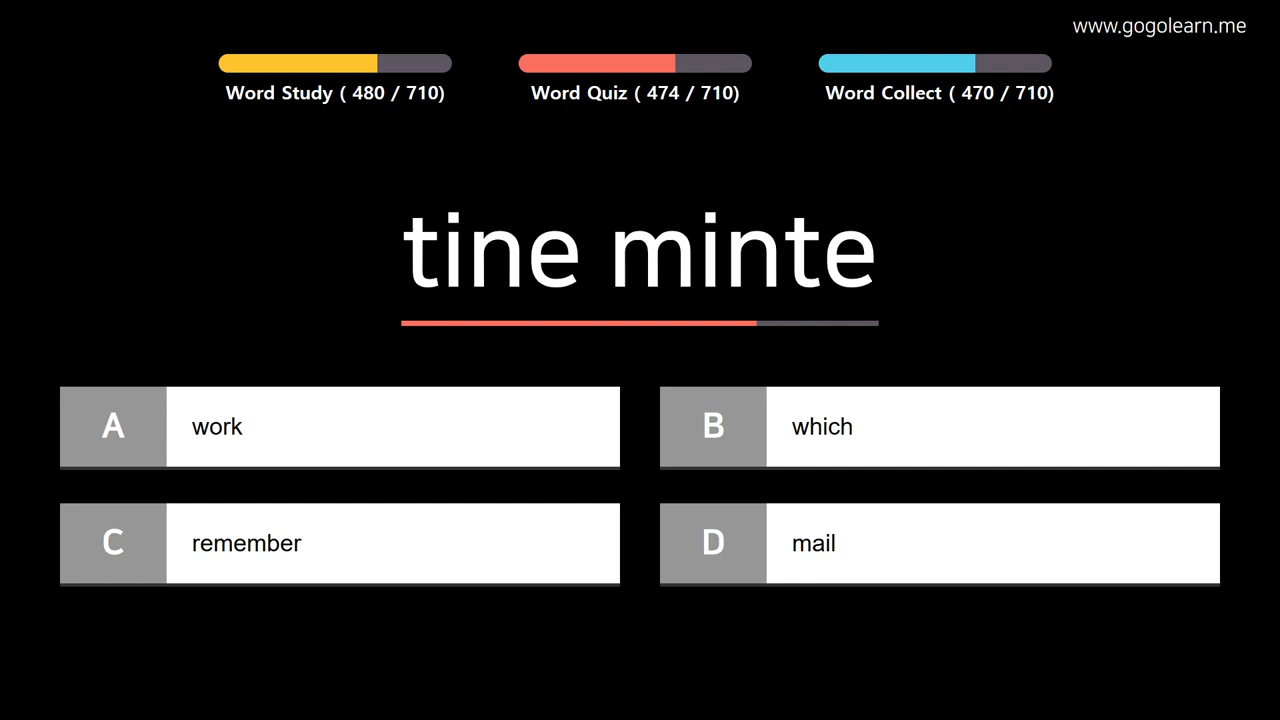 www.gogolearn.me
Word Study ( 480 / 710)
Word Quiz ( 474 / 710)
Word Collect ( 470 / 710)
tine minte
A
work
B
which
C
remember
D
mail